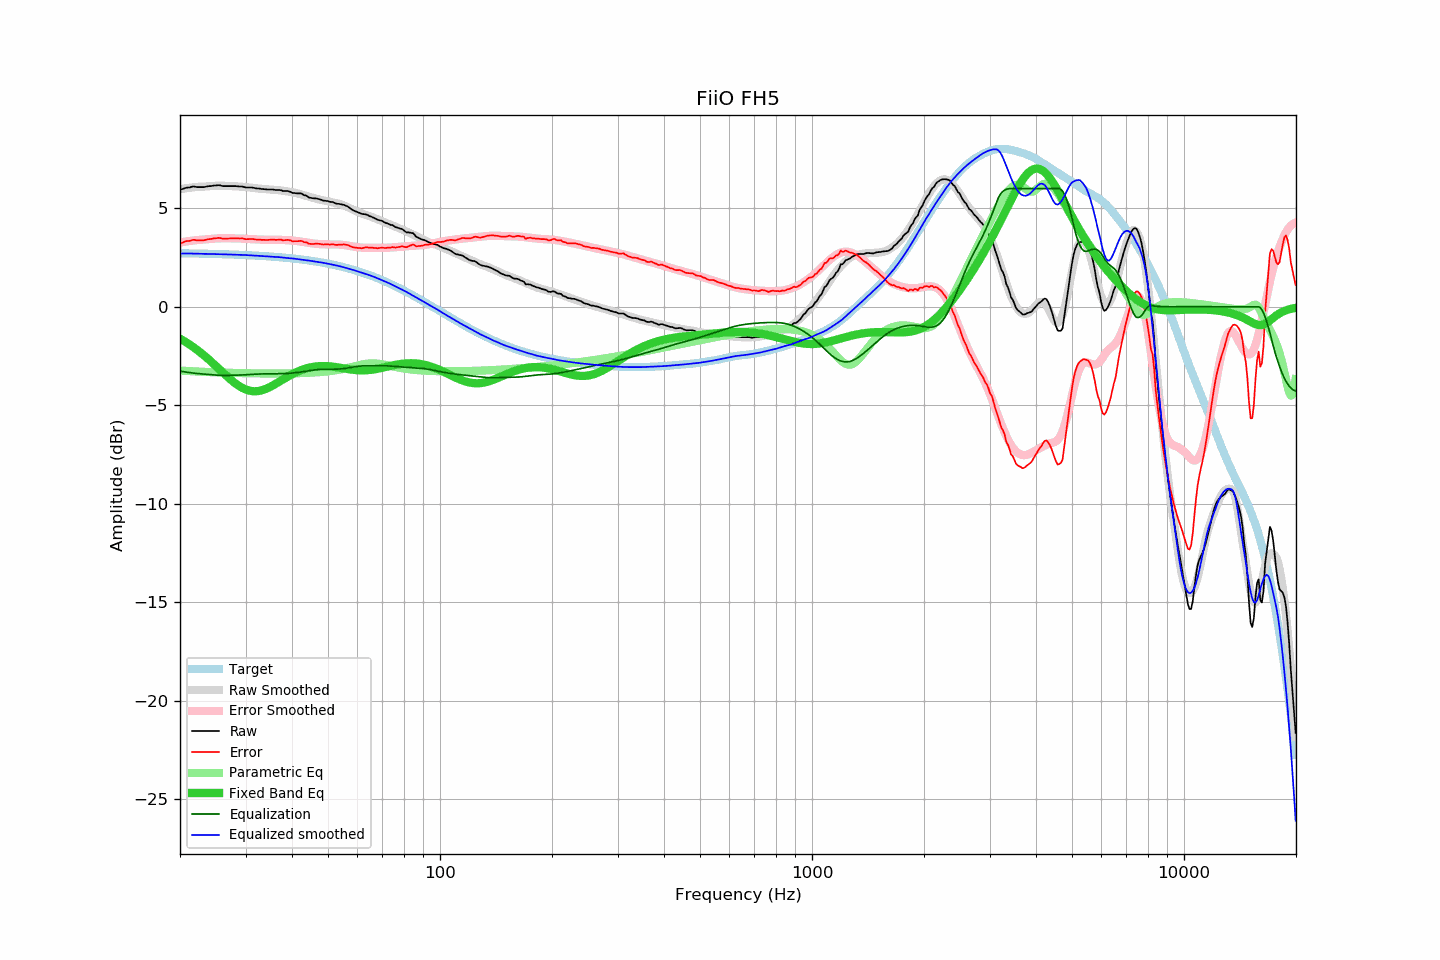 FiiO FH5
Amplitude (dBr)
5
0
−5
−10
−15
−20
−25
Target
Raw Smoothed
Error Smoothed
Raw
Error
Parametric Eq
Fixed Band Eq
Equalization
Equalized smoothed
100
1000
10000
Frequency (Hz)